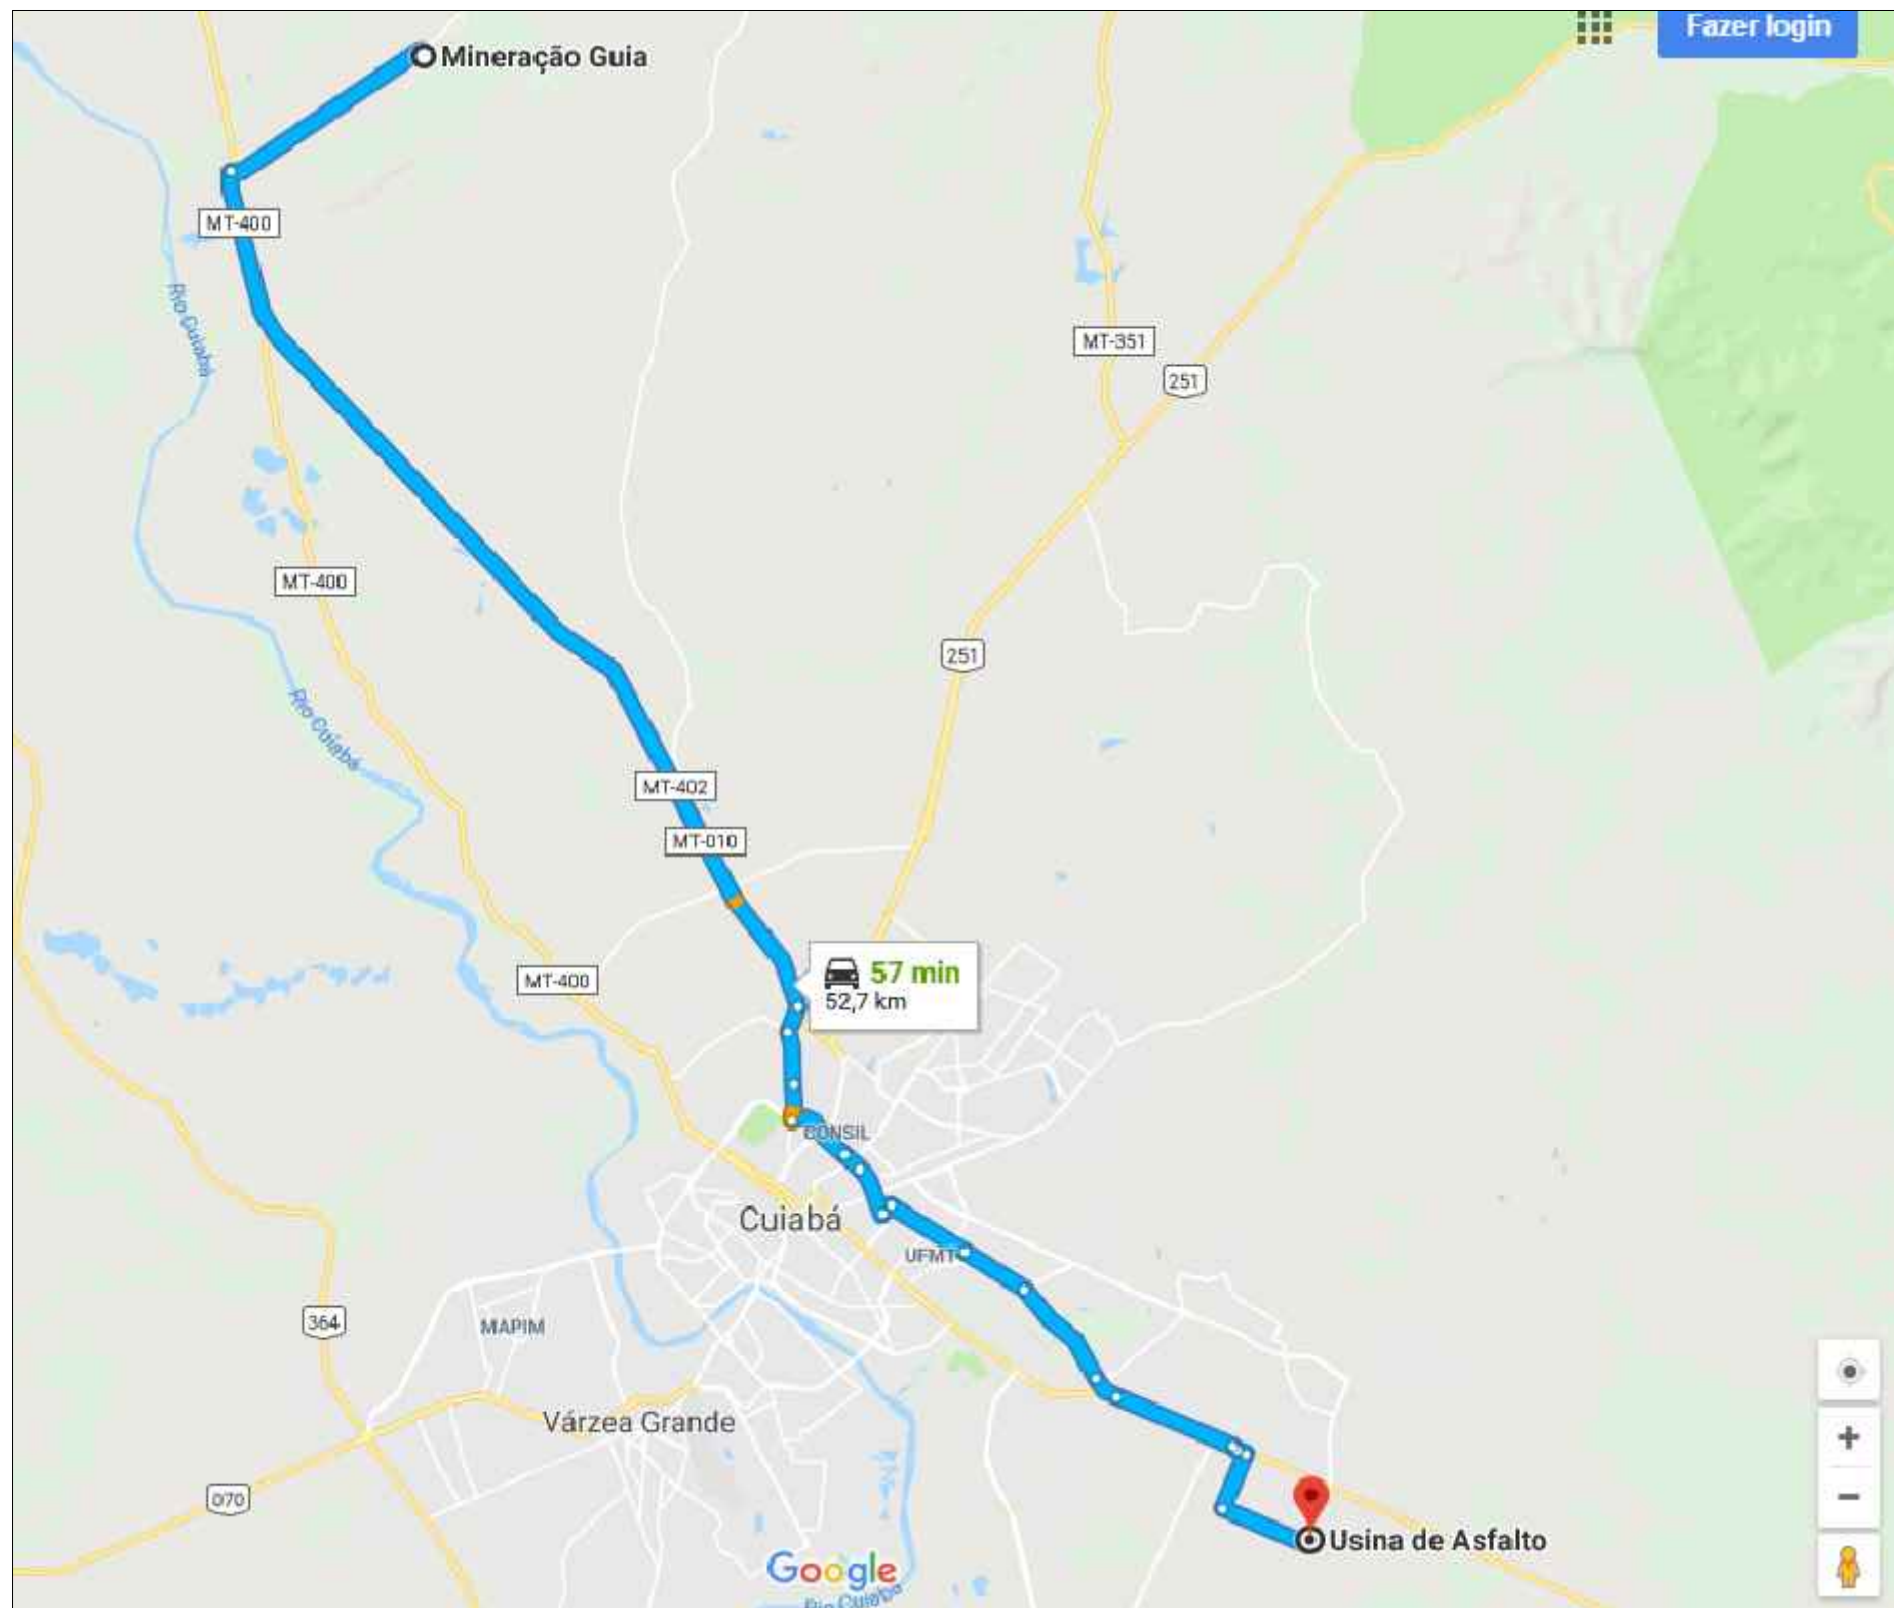 Fazer login
Mineração Guia
MT-400
Rio Cuiabá
MT-351
251
MT-400
251
Rio Cuiabá
MT-402
MT-010
57 min
52,7 km
MT-400
CONSIL
Cuiabá
UFMT
364
MAPIM
Várzea Grande
070
Usina de Asfalto
Google
Rio Cuiabá